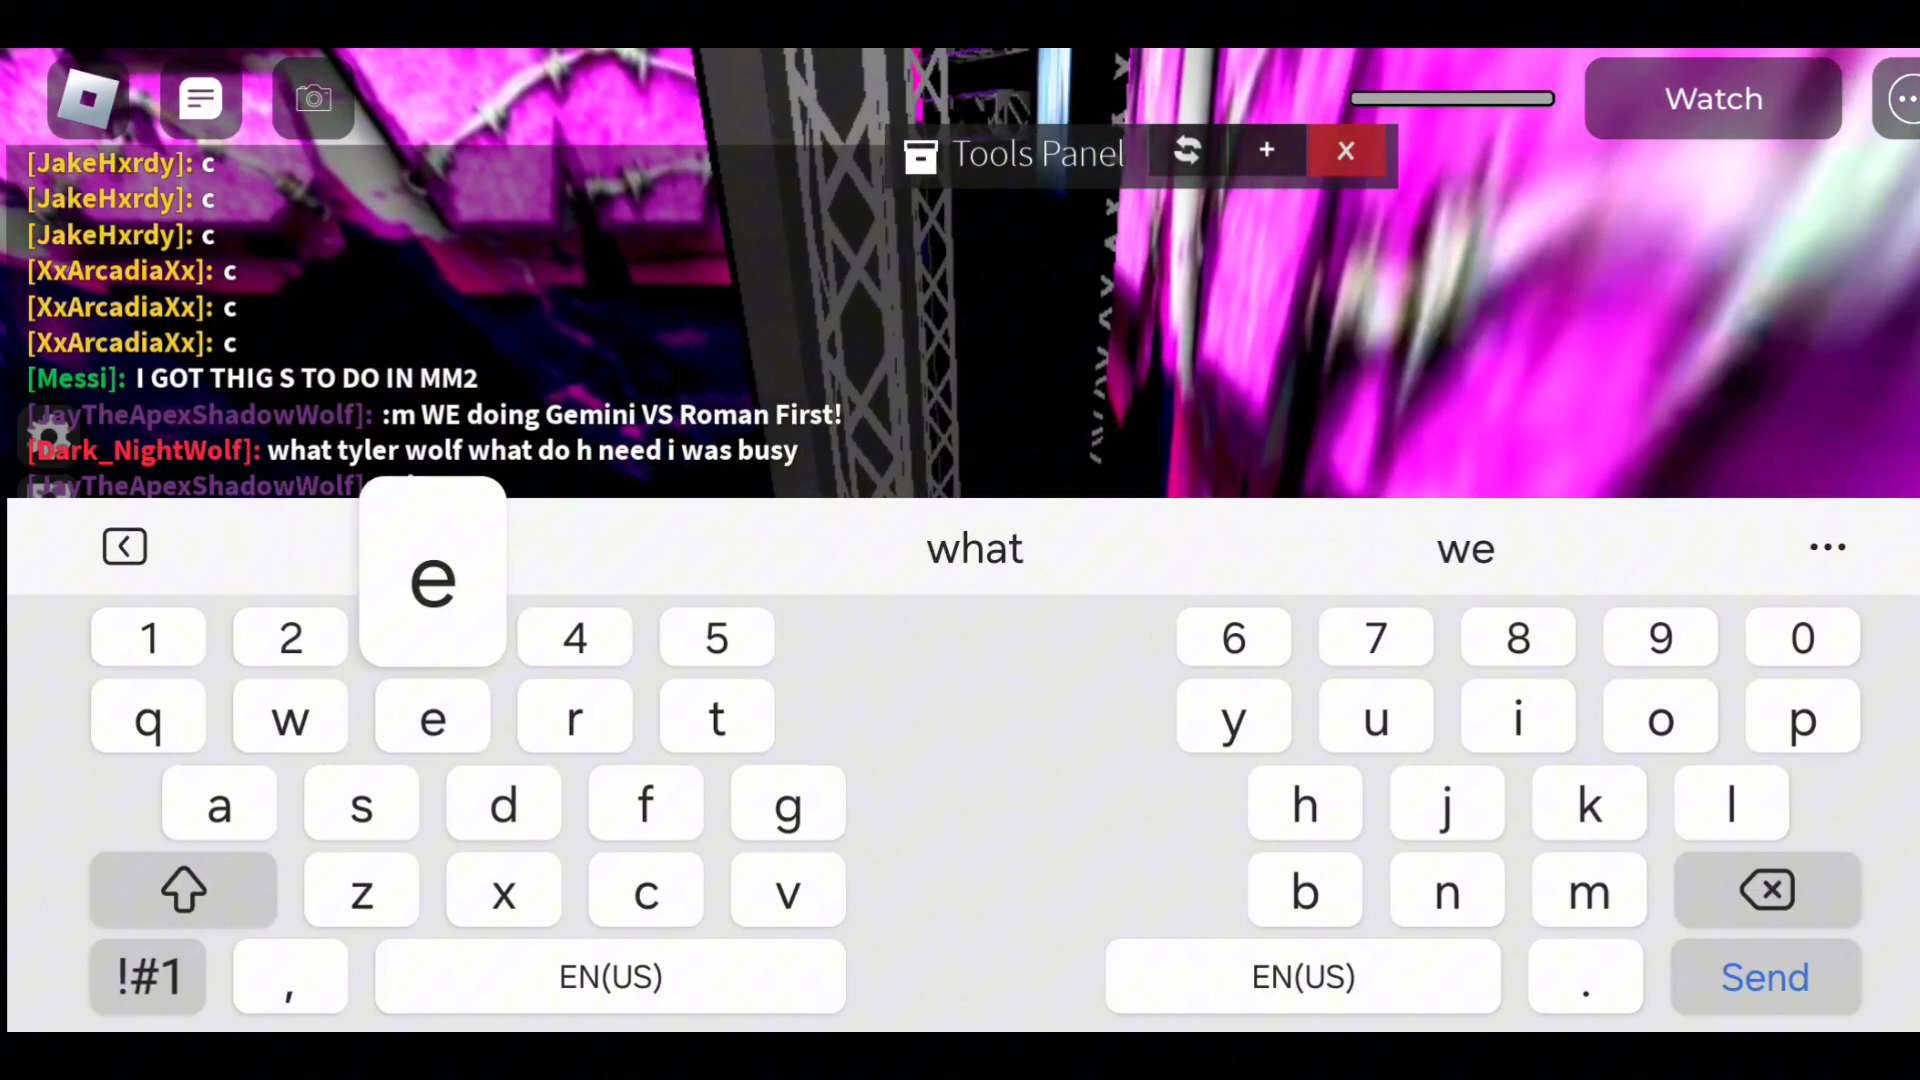 Watch
Tools Panel + X
[JakeHxrdy]: c
[JakeHxrdy]: c
[JakeHxrdy]: c
[XxArcadiaXx]: c
[XxArcadiaXx]: c
[XxArcadiaXx]: c
[Messi]: I GOT THIG S TO DO IN MM2
[JayTheApexShadowWolf]: :m WE doing Gemini VS Roman First!
[Dark_NightWolf]: what tyler wolf what do h need i was busy
[JayTheApexShadowWolf]
e what we
1 2 4 5 6 7 8 9 0
q w e r t y u i o p
a s d f g h j k l
z x c v b n m
!#1 , EN(US) EN(US) . Send